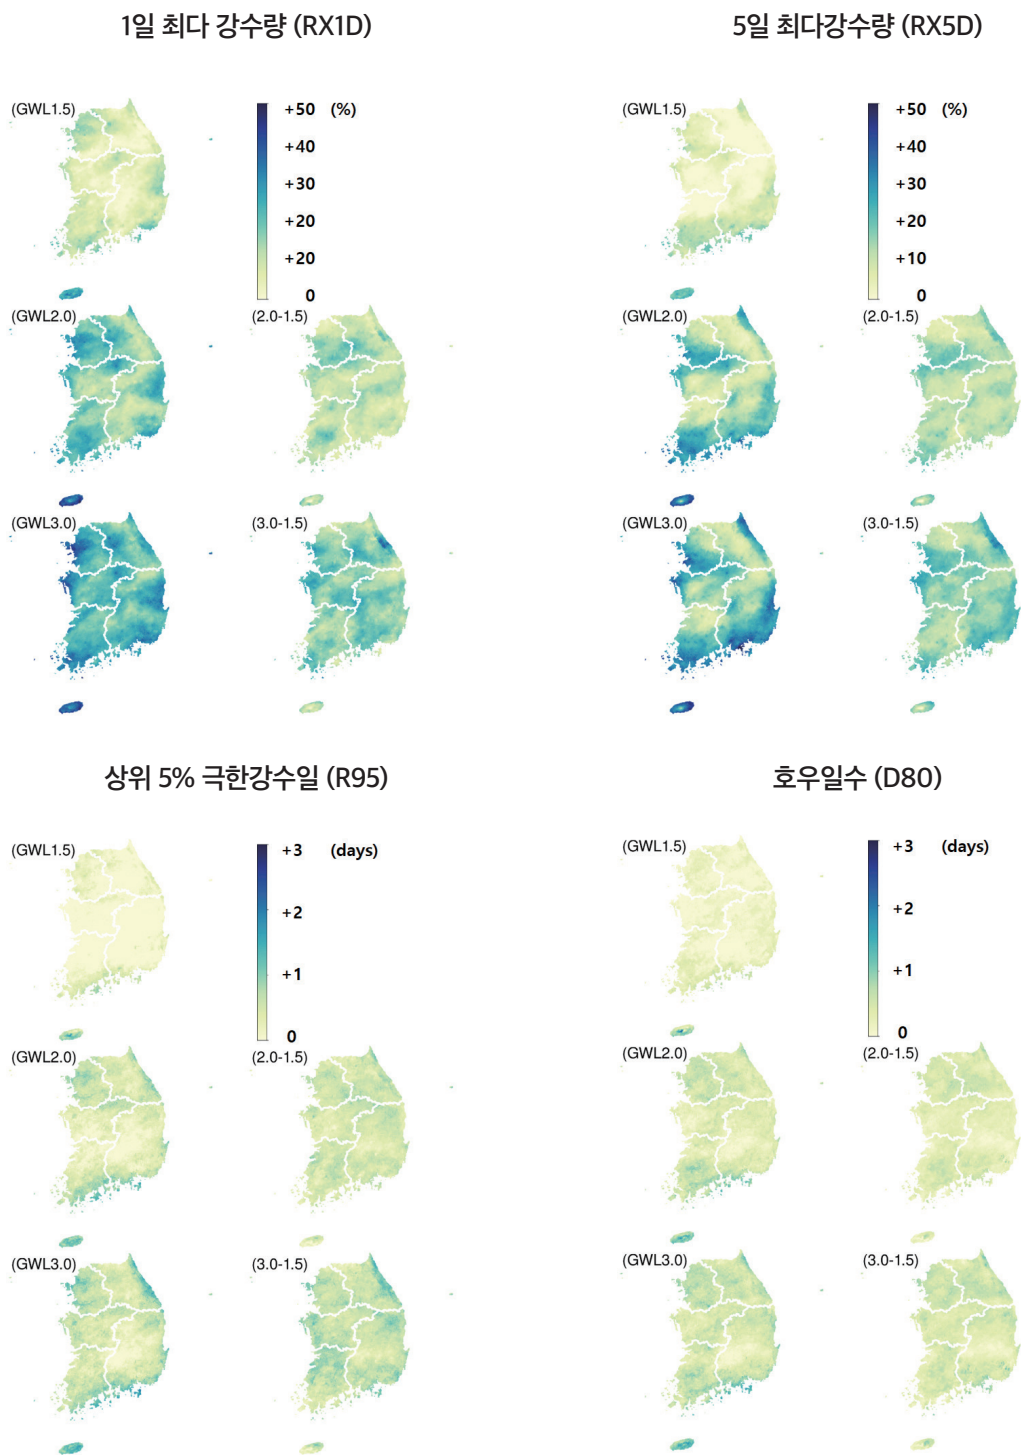 1일 최다 강수량 (RX1D)
(GWL1.5)
+50 (%)
+40
+30
+20
+20
0
(GWL2.0)
(2.0-1.5)
(GWL3.0)
(3.0-1.5)
5일 최다강수량 (RX5D)
(GWL1.5)
+50 (%)
+40
+30
+20
+10
0
(GWL2.0)
(2.0-1.5)
(GWL3.0)
(3.0-1.5)
상위 5% 극한강수일 (R95)
(GWL1.5)
+3 (days)
+2
+1
0
(GWL2.0)
(2.0-1.5)
(GWL3.0)
(3.0-1.5)
호우일수 (D80)
(GWL1.5)
+3 (days)
+2
+1
0
(GWL2.0)
(2.0-1.5)
(GWL3.0)
(3.0-1.5)